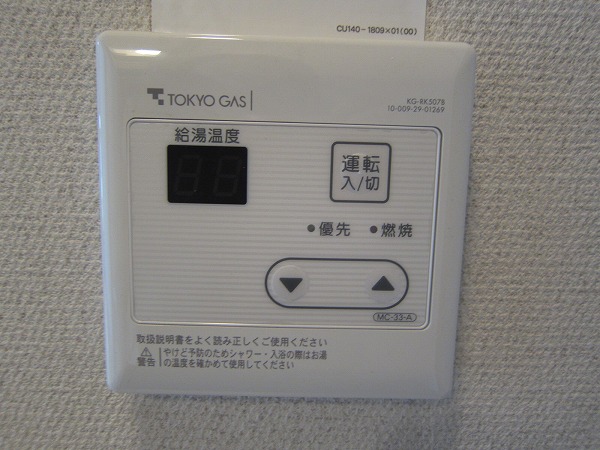 CU140-1809×01(00)
TOKYO GAS
KG-RK507B
10-009-29-01269
給湯温度
運転
入/切
優先 燃焼
MC-33-A
取扱説明書をよく読み正しくご使用ください
警告 やけど予防のためシャワー・入浴の際はお湯
の温度を確かめて使用してください